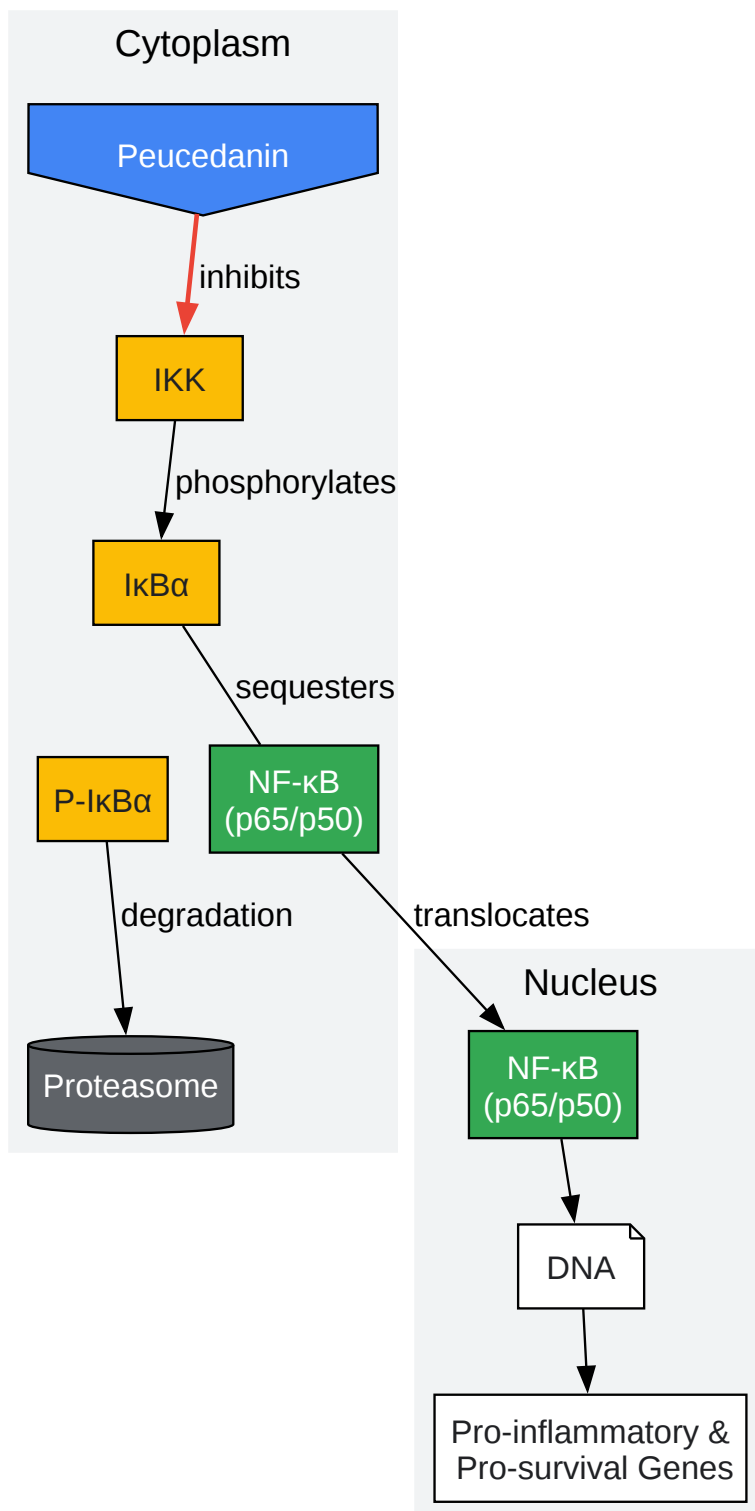 Cytoplasm
Peucedanin
inhibits
IKK
phosphorylates
IκBα
sequesters
P-IκBα
NF-κB
(p65/p50)
degradation
translocates
Proteasome
Nucleus
NF-κB
(p65/p50)
DNA
Pro-inflammatory &
Pro-survival Genes